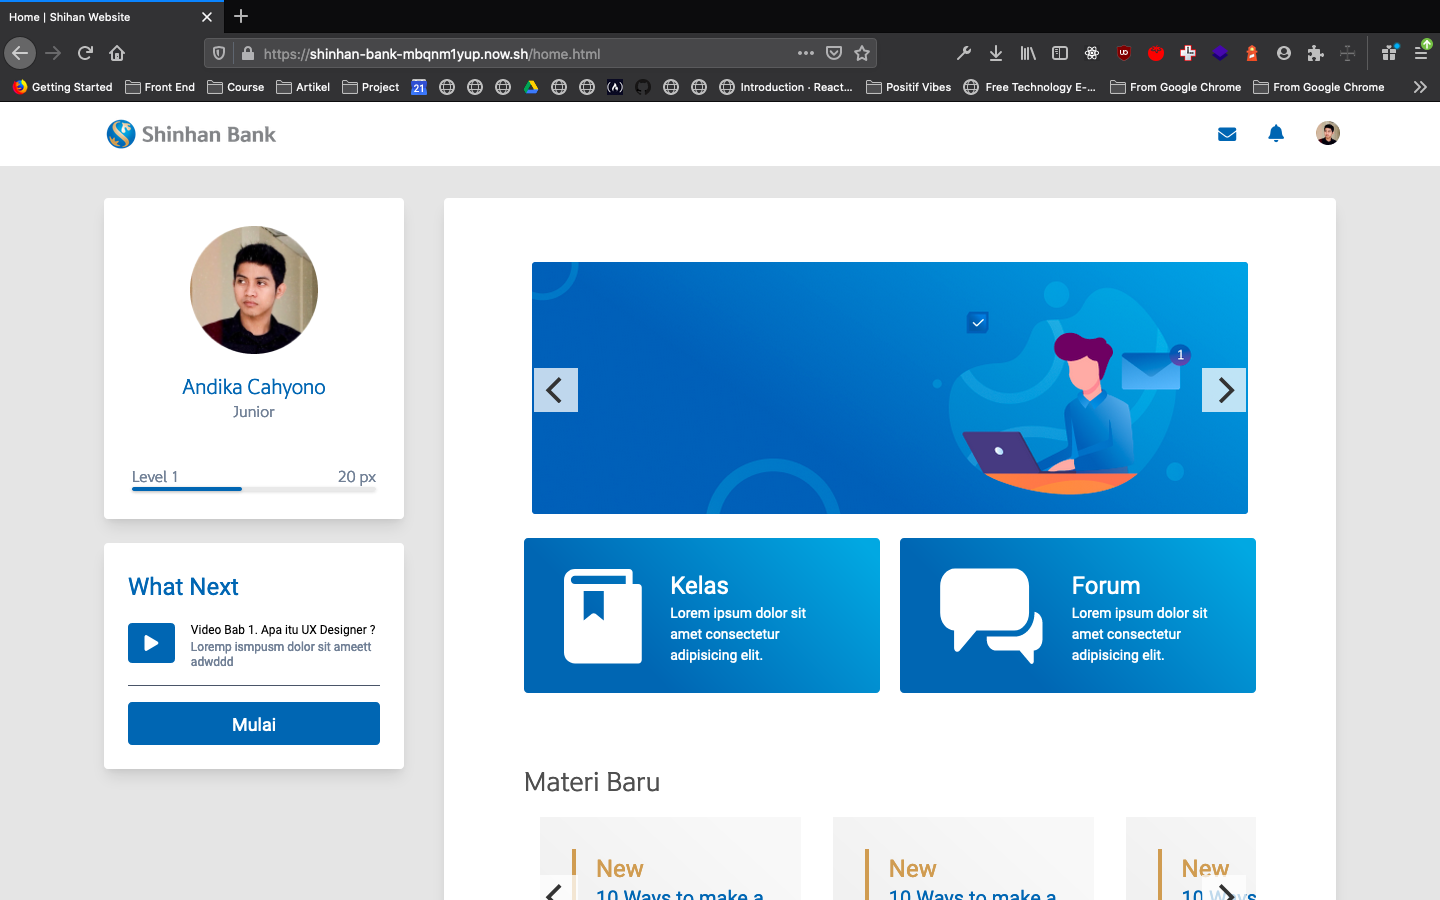 Home | Shihan Website
https://shinhan-bank-mbqnm1yup.now.sh/home.html
Getting Started
Front End
Course
Artikel
Project
21
Introduction · React...
Positif Vibes
Free Technology E-...
From Google Chrome
From Google Chrome
Shinhan Bank
Andika Cahyono
Junior
Level 1
20 px
What Next
Video Bab 1. Apa itu UX Designer ?
Loremp ismpusm dolor sit ameett
adwddd
Mulai
1
Kelas
Lorem ipsum dolor sit
amet consectetur
adipisicing elit.
Forum
Lorem ipsum dolor sit
amet consectetur
adipisicing elit.
Materi Baru
New
10 Ways to make a
New
10 Ways to make a
New
10 Ways